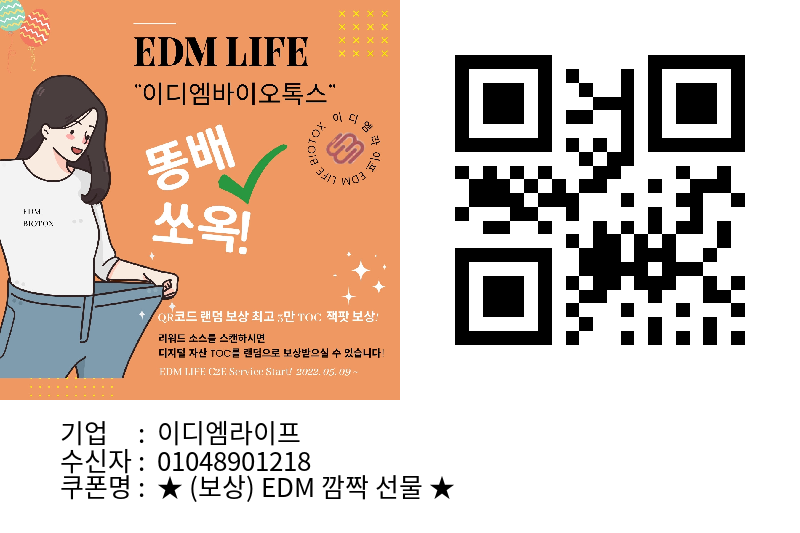 EDM LIFE
"이디엠바이오톡스"
이디엠라이프 EDM LIFE BIOTOX
똥배
쏘옥!
EDM
BIOTOX
QR코드 랜덤 보상 최고 5만 TOC 잭팟 보상!
리워드 소스를 스캔하시면
디지털 자산 TOC를 랜덤으로 보상받으실 수 있습니다!
EDM LIFE C2E Service Start! 2022. 05. 09 ~
기업 : 이디엠라이프
수신자 : 01048901218
쿠폰명 : ★ (보상) EDM 깜짝 선물 ★